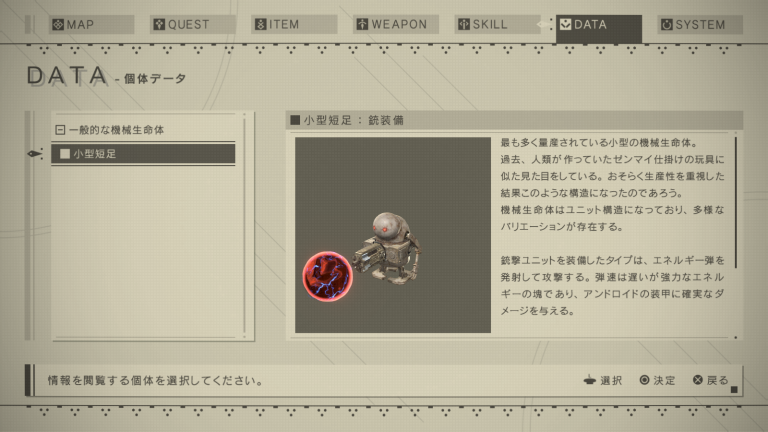 MAP
QUEST
ITEM
WEAPON
SKILL
DATA
SYSTEM
DATA - 個体データ
一般的な機械生命体
小型短足
小型短足 : 銃装備
最も多く量産されている小型の機械生命体。
過去、人類が作っていたゼンマイ仕掛けの玩具に
似た見た目をしている。おそらく生産性を重視した
結果このような構造になったのであろう。
機械生命体はユニット構造になっており、多様な
バリエーションが存在する。
銃撃ユニットを装備したタイプは、エネルギー弾を
発射して攻撃する。弾速は遅いが強力なエネル
ギーの塊であり、アンドロイドの装甲に確実なダ
メージを与える。
情報を閲覧する個体を選択してください。
選択
決定
戻る